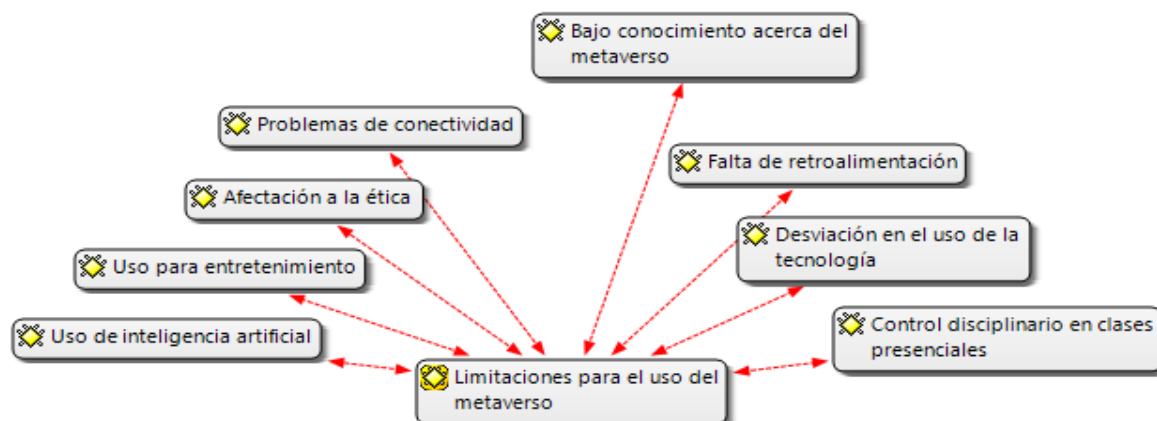 Bajo conocimiento acerca del
metaverso
Problemas de conectividad
Falta de retroalimentación
Afectación a la ética
Desviación en el uso de la
tecnología
Uso para entretenimiento
Uso de inteligencia artificial
Control disciplinario en clases
presenciales
Limitaciones para el uso del
metaverso